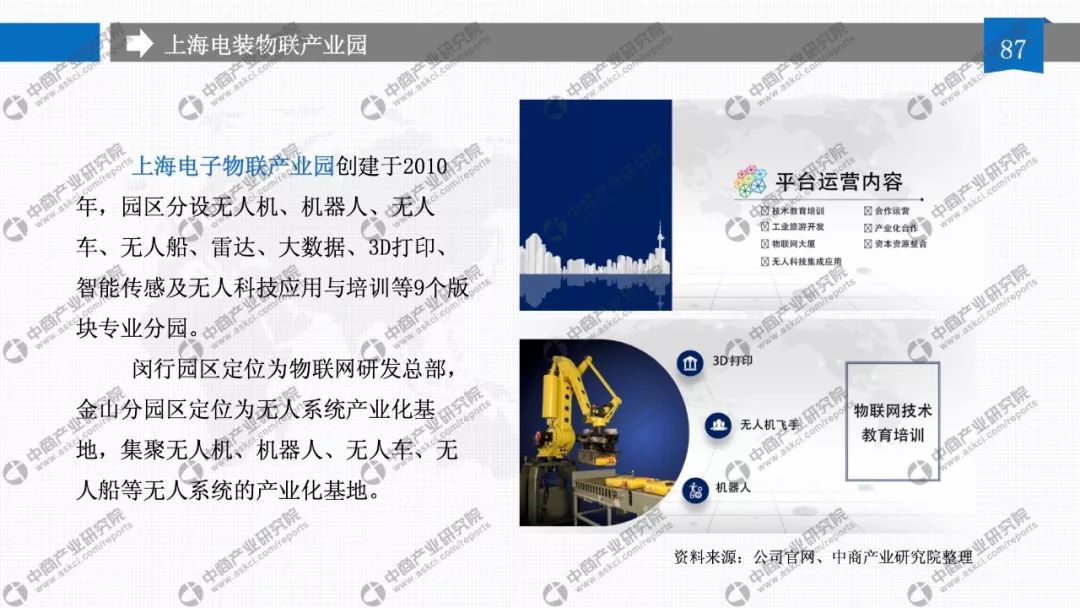 上海电装物联产业园
87
上海电子物联产业园创建于2010
年，园区分设无人机、机器人、无人
车、无人船、雷达、大数据、3D打印、
智能传感及无人科技应用与培训等9个版
块专业分园。
闵行园区定位为物联网研发总部，
金山分园区定位为无人系统产业化基
地，集聚无人机、机器人、无人车、无
人船等无人系统的产业化基地。
平台运营内容
技术教育培训
合作运营
工业旅游开发
产业化合作
物联网大厦
资本资源整合
无人科技集成应用
3D打印
无人机飞手
机器人
物联网技术
教育培训
资料来源：公司官网、中商产业研究院整理
中商产业研究院
www.askci.com/reports